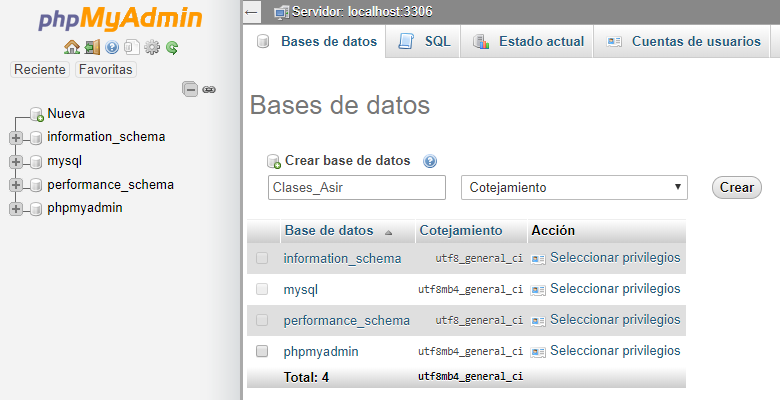 phpMyAdmin
Reciente Favoritas
Nueva
information_schema
mysql
performance_schema
phpmyadmin
Servidor: localhost:3306
Bases de datos SQL Estado actual Cuentas de usuarios
Bases de datos
Crear base de datos
Clases_Asir Cotejamiento Crear
Base de datos Cotejamiento Acción
information_schema utf8_general_ci Seleccionar privilegios
mysql utf8mb4_general_ci Seleccionar privilegios
performance_schema utf8_general_ci Seleccionar privilegios
phpmyadmin utf8mb4_general_ci Seleccionar privilegios
Total: 4 utf8mb4_general_ci